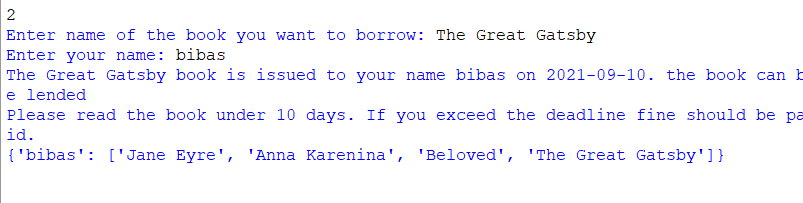 2
Enter name of the book you want to borrow: The Great Gatsby
Enter your name: bibas
The Great Gatsby book is issued to your name bibas on 2021-09-10. the book can b
e lended
Please read the book under 10 days. If you exceed the deadline fine should be pa
id.
{'bibas': ['Jane Eyre', 'Anna Karenina', 'Beloved', 'The Great Gatsby']}